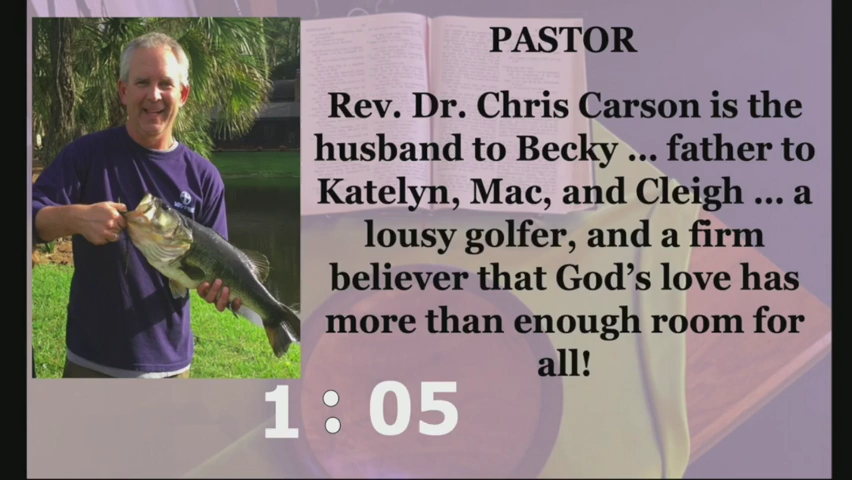 PASTOR
Rev. Dr. Chris Carson is the
husband to Becky ... father to
Katelyn, Mac, and Cleigh ... a
lousy golfer, and a firm
believer that God's love has
more than enough room for
all!
1:05